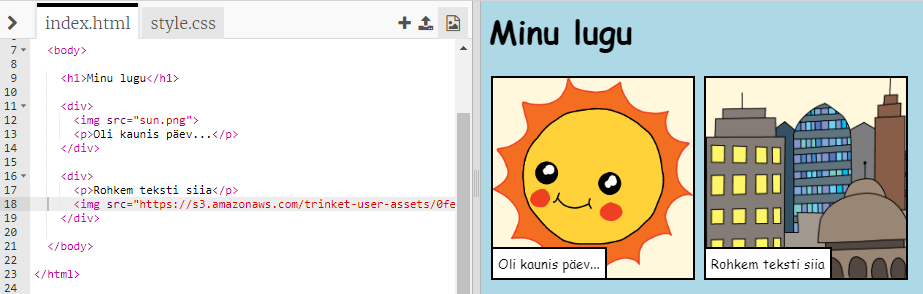 index.html
style.css
7 <body>
8
9 <h1>Minu lugu</h1>
10
11 <div>
12 <img src="sun.png">
13 <p>Oli kaunis päev...</p>
14 </div>
15
16 <div>
17 <p>Rohkem teksti siia</p>
18 <img src="https://s3.amazonaws.com/trinket-user-assets/0fe
19 </div>
20
21 </body>
22
23 </html>
24
Minu lugu
Oli kaunis päev...
Rohkem teksti siia